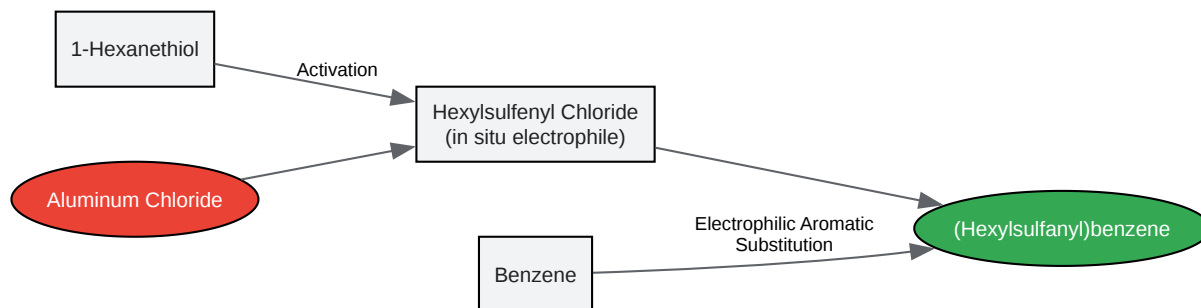 1-Hexanethiol
Activation
Hexylsulfenyl Chloride
(in situ electrophile)
Aluminum Chloride
Electrophilic Aromatic
Substitution
(Hexylsulfanyl)benzene
Benzene